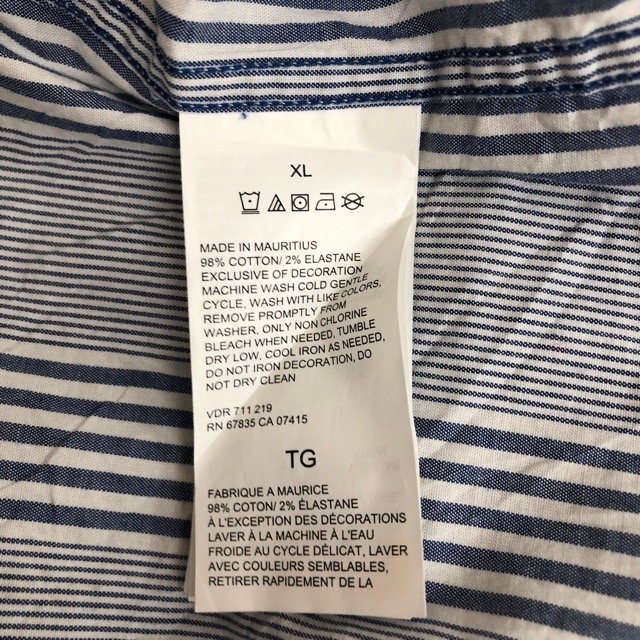 XL
MADE IN MAURITIUS
98% COTTON/ 2% ELASTANE
EXCLUSIVE OF DECORATION
MACHINE WASH COLD GENTLE
CYCLE, WASH WITH LIKE COLORS,
REMOVE PROMPTLY FROM
WASHER, ONLY NON CHLORINE
BLEACH WHEN NEEDED, TUMBLE
DRY LOW, COOL IRON AS NEEDED,
DO NOT IRON DECORATION, DO
NOT DRY CLEAN
VDR 711 219
RN 67835 CA 07415
TG
FABRIQUE A MAURICE
98% COTON/ 2% ÉLASTANE
À L'EXCEPTION DES DÉCORATIONS
LAVER À LA MACHINE À L'EAU
FROIDE AU CYCLE DÉLICAT, LAVER
AVEC COULEURS SEMBLABLES,
RETIRER RAPIDEMENT DE LA